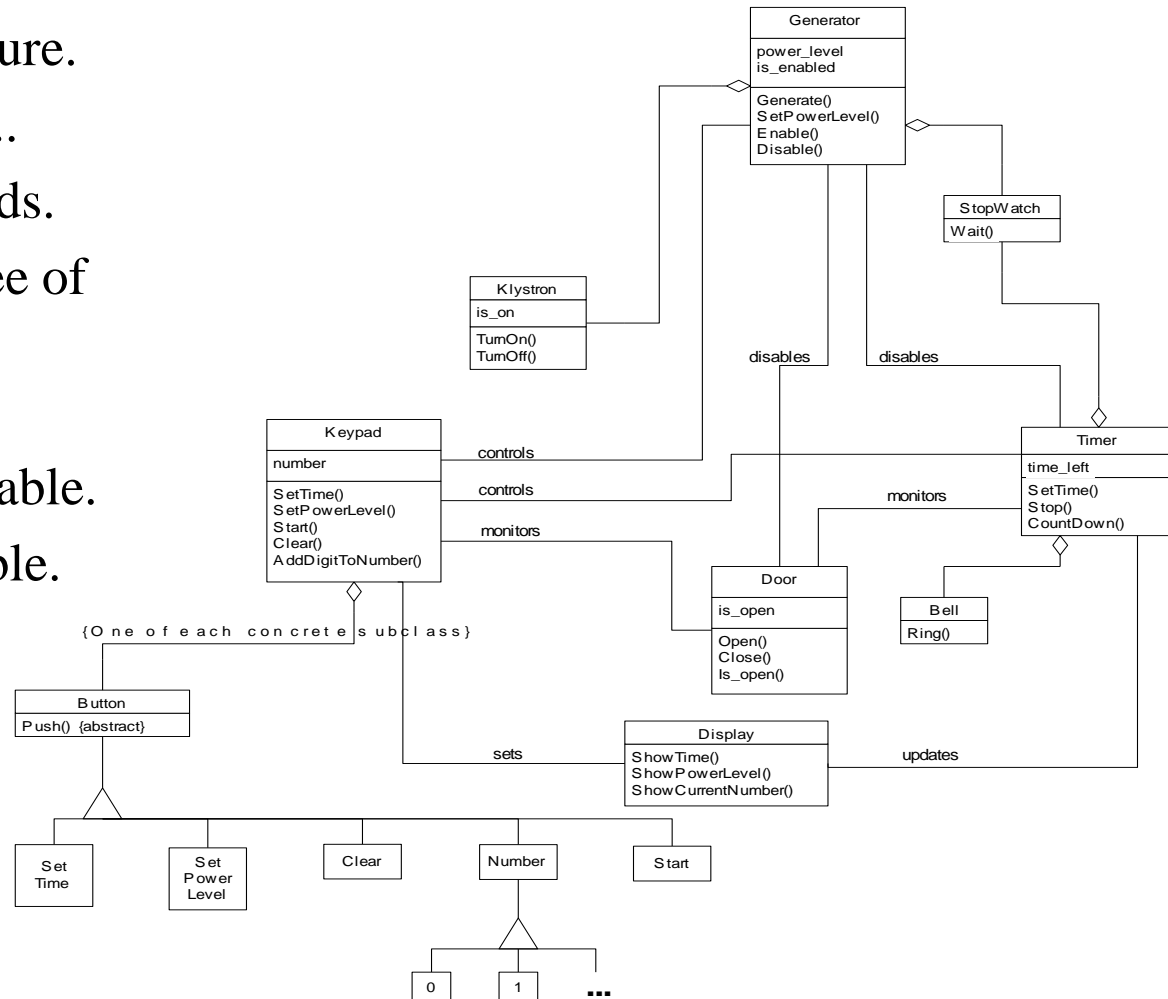 ure.
..
ds.
ee of
able.
ble.
Generator
power_level
is_enabled
Generate()
SetPowerLevel()
Enable()
Disable()
StopWatch
Wait()
Klystron
is_on
TurnOn()
TurnOff()
disables
disables
Keypad
number
SetTime()
SetPowerLevel()
Start()
Clear()
AddDigitToNumber()
controls
controls
monitors
monitors
Timer
time_left
SetTime()
Stop()
CountDown()
Door
is_open
Open()
Close()
Is_open()
Bell
Ring()
{One of each concrete subclass}
Button
Push() {abstract}
Display
ShowTime()
ShowPowerLevel()
ShowCurrentNumber()
sets
updates
Set
Time
Set
Power
Level
Clear
Number
Start
0
1
...